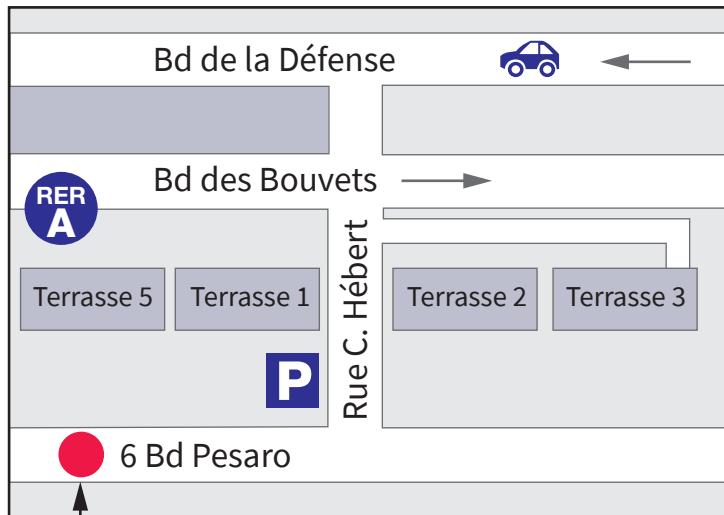 Bd de la Défense
Bd des Bouvets
RER
A
Rue C. Hébert
Terrasse 5
Terrasse 1
Terrasse 2
Terrasse 3
P
6 Bd Pesaro